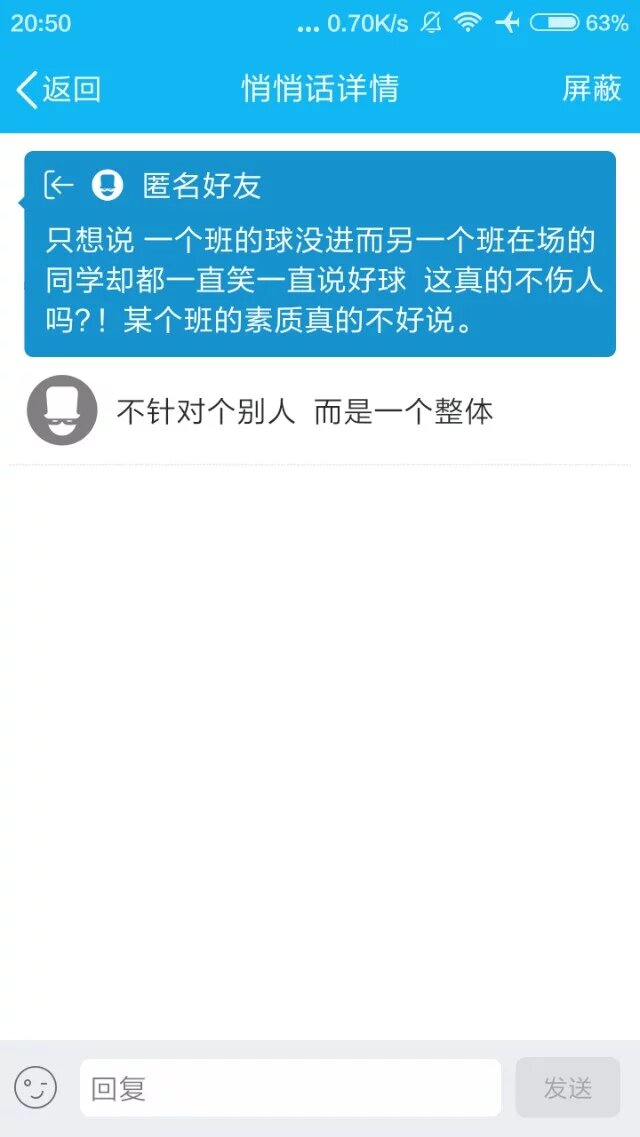 20:50 ... 0.70K/s 63%
返回 悄悄话详情 屏蔽
匿名好友
只想说 一个班的球没进而另一个班在场的
同学却都一直笑一直说好球 这真的不伤人
吗?！某个班的素质真的不好说。
不针对个别人 而是一个整体
回复 发送